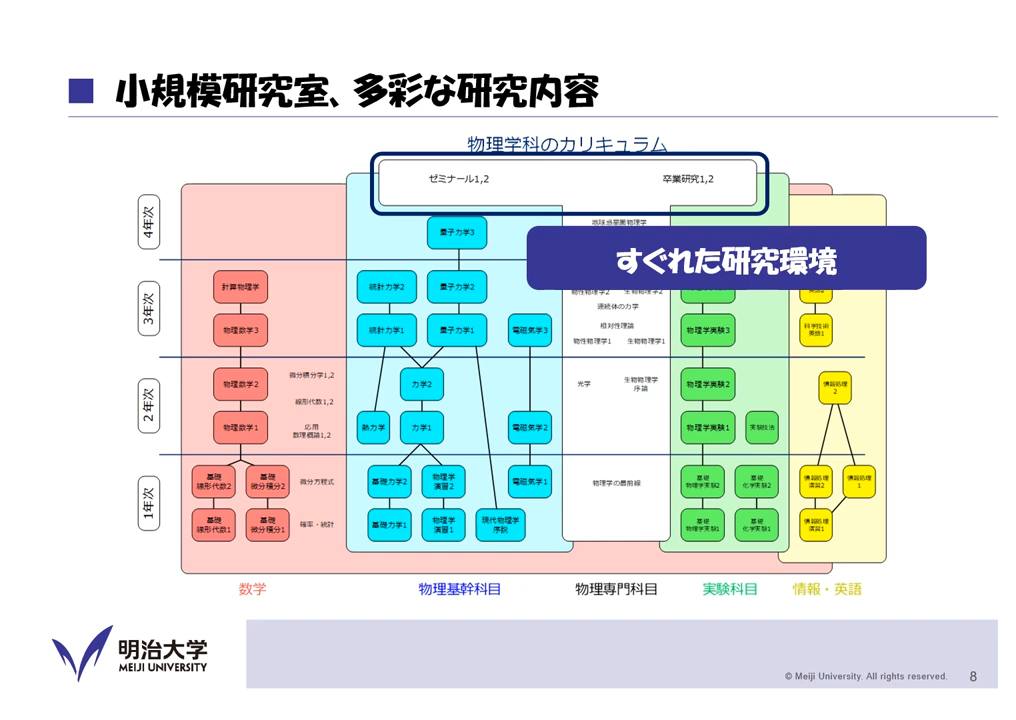 小規模研究室、多彩な研究内容
物理学科のカリキュラム
ゼミナール1,2
卒業研究1,2
4年次
量子力学3
すぐれた研究環境
3年次
計算物理学
統計力学2
量子力学2
物性物理学2
生物物理学2
連続体の力学
物理数学3
統計力学1
量子力学1
電磁気学3
相対性理論
物性物理学1
生物物理学1
物理学実験3
科学技術
英語1
2年次
物理数学2
微分積分学1,2
線形代数1,2
力学2
光学
生物物理学
序論
物理学実験2
情報処理
2
物理数学1
応用
数理概論1,2
熱力学
力学1
電磁気学2
物理学実験1
実験技法
1年次
基礎
線形代数2
基礎
微分積分2
微分方程式
基礎力学2
物理学
演習2
電磁気学1
物理学の最前線
基礎
物理学実験2
基礎
化学実験2
情報処理
演習2
情報処理
1
基礎
線形代数1
基礎
微分積分1
確率・統計
基礎力学1
物理学
演習1
現代物理学
序説
基礎
物理学実験1
基礎
化学実験1
情報処理
演習1
数学
物理基幹科目
物理専門科目
実験科目
情報・英語
明治大学
MEIJI UNIVERSITY
© Meiji University. All rights reserved.
8